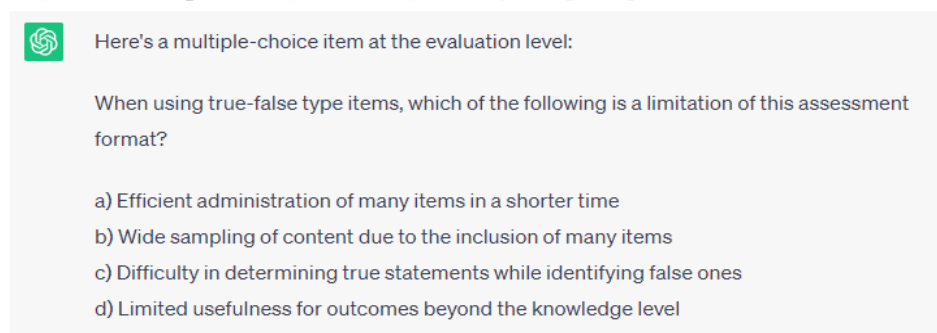 Here's a multiple-choice item at the evaluation level:
When using true-false type items, which of the following is a limitation of this assessment
format?
a) Efficient administration of many items in a shorter time
b) Wide sampling of content due to the inclusion of many items
c) Difficulty in determining true statements while identifying false ones
d) Limited usefulness for outcomes beyond the knowledge level